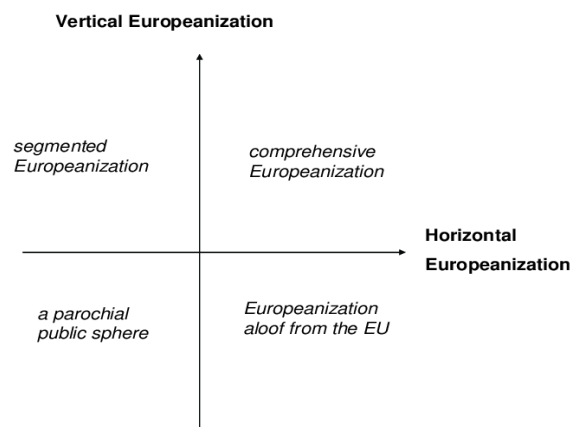 Vertical Europeanization
segmented
Europeanization
comprehensive
Europeanization
Horizontal
Europeanization
a parochial
public sphere
Europeanization
aloof from the EU